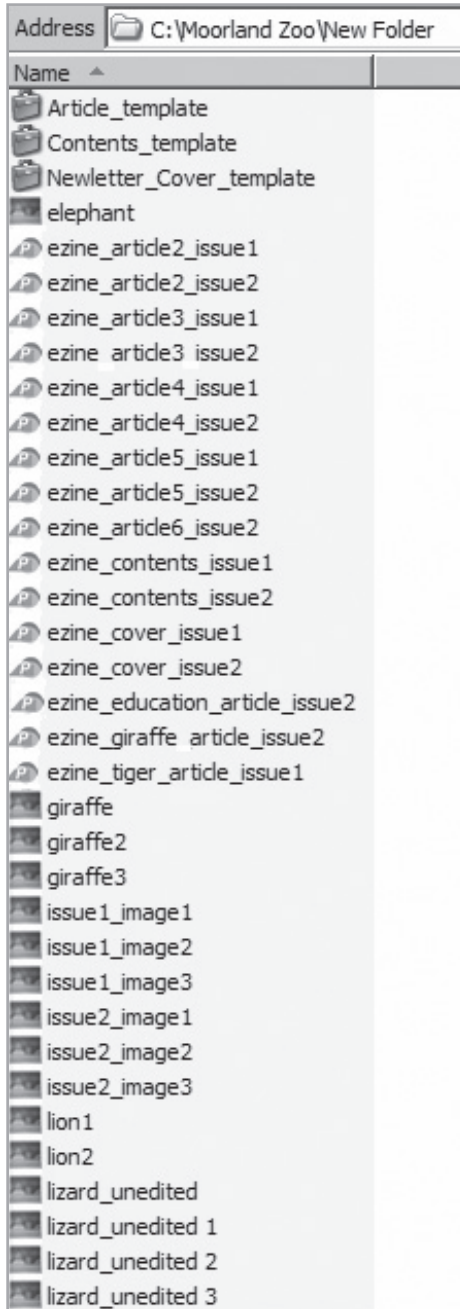 Address C:\Moorland Zoo\New Folder
Name
Article_template
Contents_template
Newletter_Cover_template
elephant
ezine_article2_issue1
ezine_article2_issue2
ezine_article3_issue1
ezine_article3_issue2
ezine_article4_issue1
ezine_article4_issue2
ezine_article5_issue1
ezine_article5_issue2
ezine_article6_issue2
ezine_contents_issue1
ezine_contents_issue2
ezine_cover_issue1
ezine_cover_issue2
ezine_education_article_issue2
ezine_giraffe_article_issue2
ezine_tiger_article_issue1
giraffe
giraffe2
giraffe3
issue1_image1
issue1_image2
issue1_image3
issue2_image1
issue2_image2
issue2_image3
lion1
lion2
lizard_unedited
lizard_unedited 1
lizard_unedited 2
lizard_unedited 3